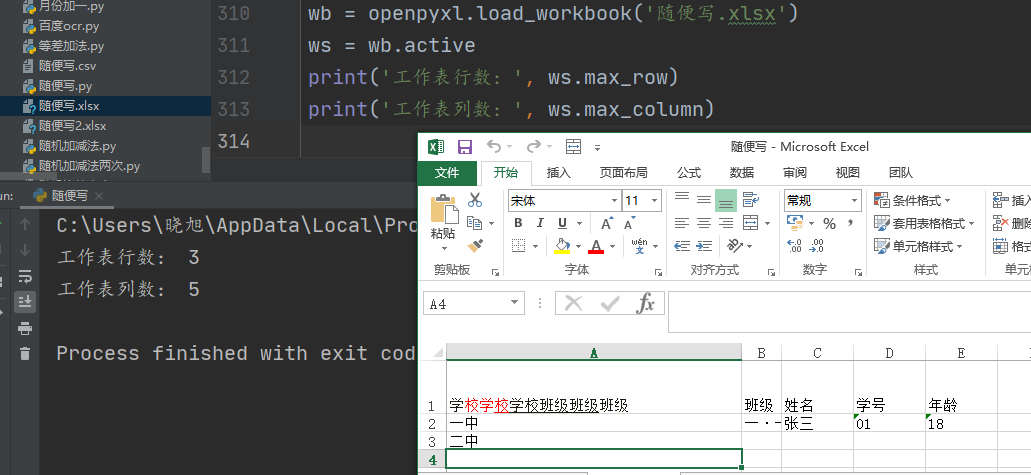 月份加一.py
百度ocr.py
等差加法.py
随便写.csv
随便写.py
随便写.xlsx
随便写2.xlsx
随机加减法.py
随机加减法两次.py
310 wb = openpyxl.load_workbook('随便写.xlsx')
311 ws = wb.active
312 print('工作表行数：', ws.max_row)
313 print('工作表列数：', ws.max_column)
314
un: 随便写
C:\Users\晓旭\AppData\Local\Pro
工作表行数： 3
工作表列数： 5
Process finished with exit cod
随便写 - Microsoft Excel
文件 开始 插入 页面布局 公式 数据 审阅 视图 团队
宋体 11 常规 条件格式 插入
粘贴 B I U A A 套用表格格式 删除
wén 单元格样式 格式
剪贴板 字体 对齐方式 数字 样式 单元
A4 fx
A B C D E
1 学校学校学校班级班级班级 班级 姓名 学号 年龄
2 一中 一·一 张三 01 18
3 二中
4